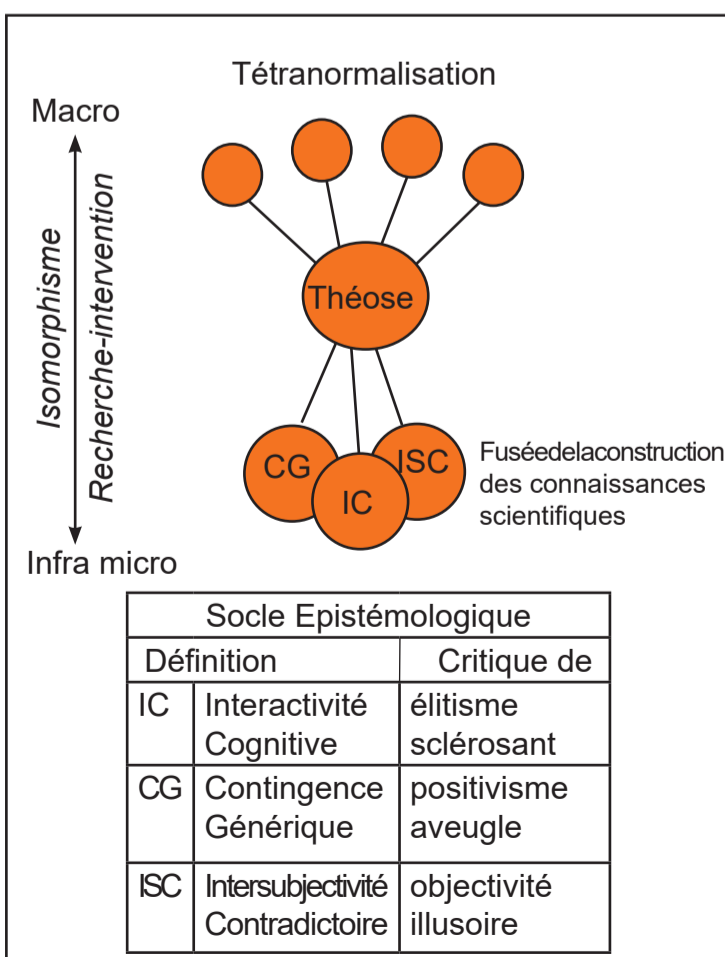 Tétranormalisation
Macro
Isomorphisme
Recherche-intervention
Théose
CG
ISC
IC
Fuséedelaconstruction
des connaissances
scientifiques
Infra micro
Socle Epistémologique
Définition Critique de
IC Interactivité élitisme
Cognitive sclérosant
CG Contingence positivisme
Générique aveugle
ISC Intersubjectivité objectivité
Contradictoire illusoire